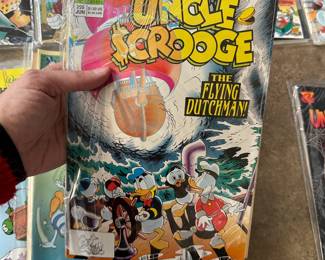 UNCLE
$CROOGE
THE
FLYING
DUTCHMAN!